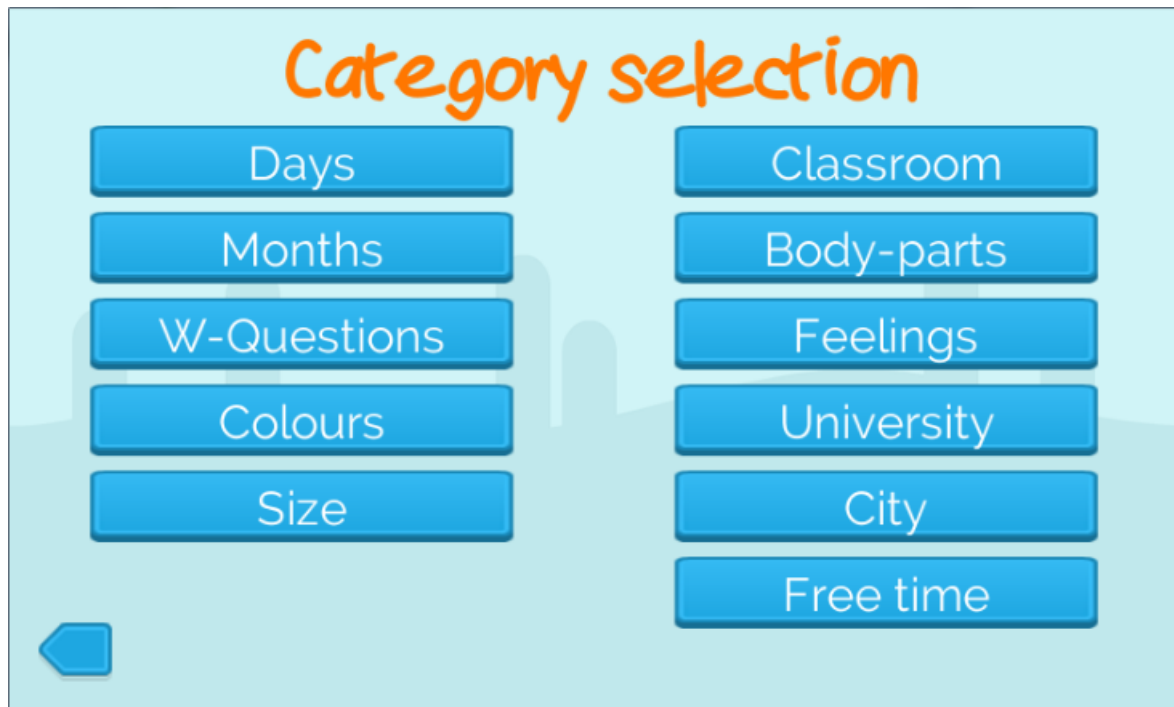 Category selection
Days
Months
W-Questions
Colours
Size
Classroom
Body-parts
Feelings
University
City
Free time